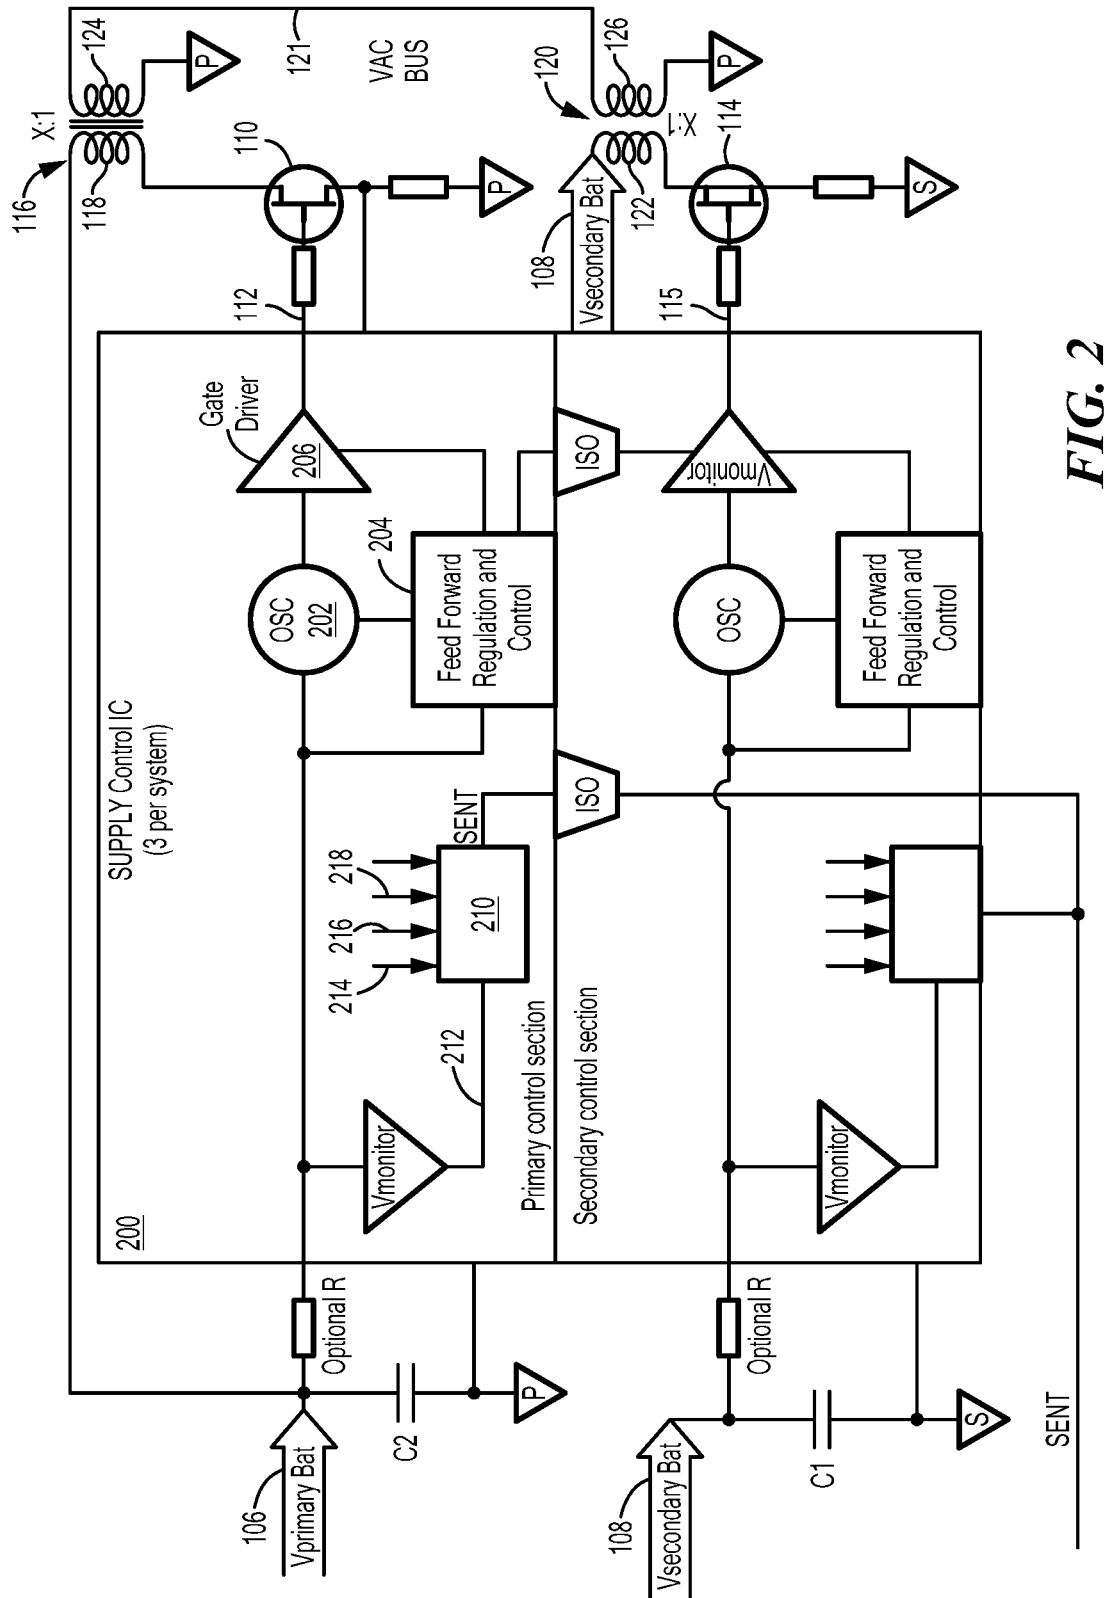 SUPPLY Control IC
(3 per system)
200
106
Vprimary Bat
Optional R
C2
P
Vmonitor
212
214
216
218
210
SENT
ISO
OSC
202
204
Feed Forward
Regulation and
Control
Gate
Driver
206
112
110
P
116
118
X:1
124
P
121
VAC
BUS
Primary control section
Secondary control section
108
Vsecondary Bat
Optional R
C1
S
Vmonitor
SENT
OSC
Feed Forward
Regulation and
Control
ISO
Vmonitor
115
108
Vsecondary Bat
120
122
X:1
126
P
114
S
FIG. 2